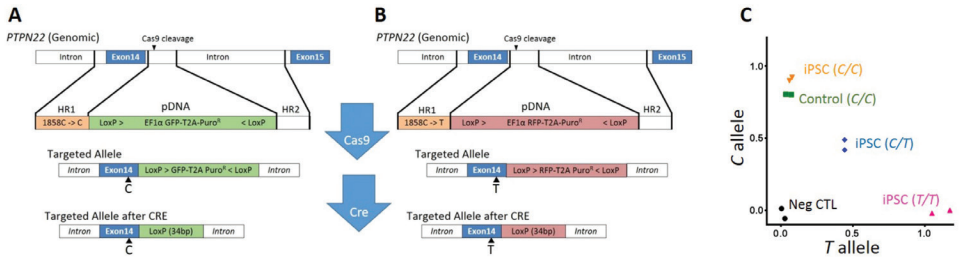 A
PTPN22 (Genomic)
Cas9 cleavage
Intron
Exon14
Intron
Exon15
HR1
pDNA
HR2
1858C -> C
LoxP >
EF1α GFP-T2A-Puroᴿ
< LoxP
Targeted Allele
Intron
Exon14
LoxP > GFP-T2A Puroᴿ < LoxP
Intron
C
Targeted Allele after CRE
Intron
Exon14
LoxP (34bp)
Intron
C
Cas9
Cre
B
PTPN22 (Genomic)
Cas9 cleavage
Intron
Exon14
Intron
Exon15
HR1
pDNA
HR2
1858C -> T
LoxP >
EF1α RFP-T2A-Puroᴿ
< LoxP
Targeted Allele
Intron
Exon14
LoxP > RFP-T2A Puroᴿ < LoxP
Intron
T
Targeted Allele after CRE
Intron
Exon14
LoxP (34bp)
Intron
T
C
iPSC (C/C)
Control (C/C)
iPSC (C/T)
iPSC (T/T)
Neg CTL
C allele
1.0
0.5
0.0
0.0
0.5
1.0
T allele